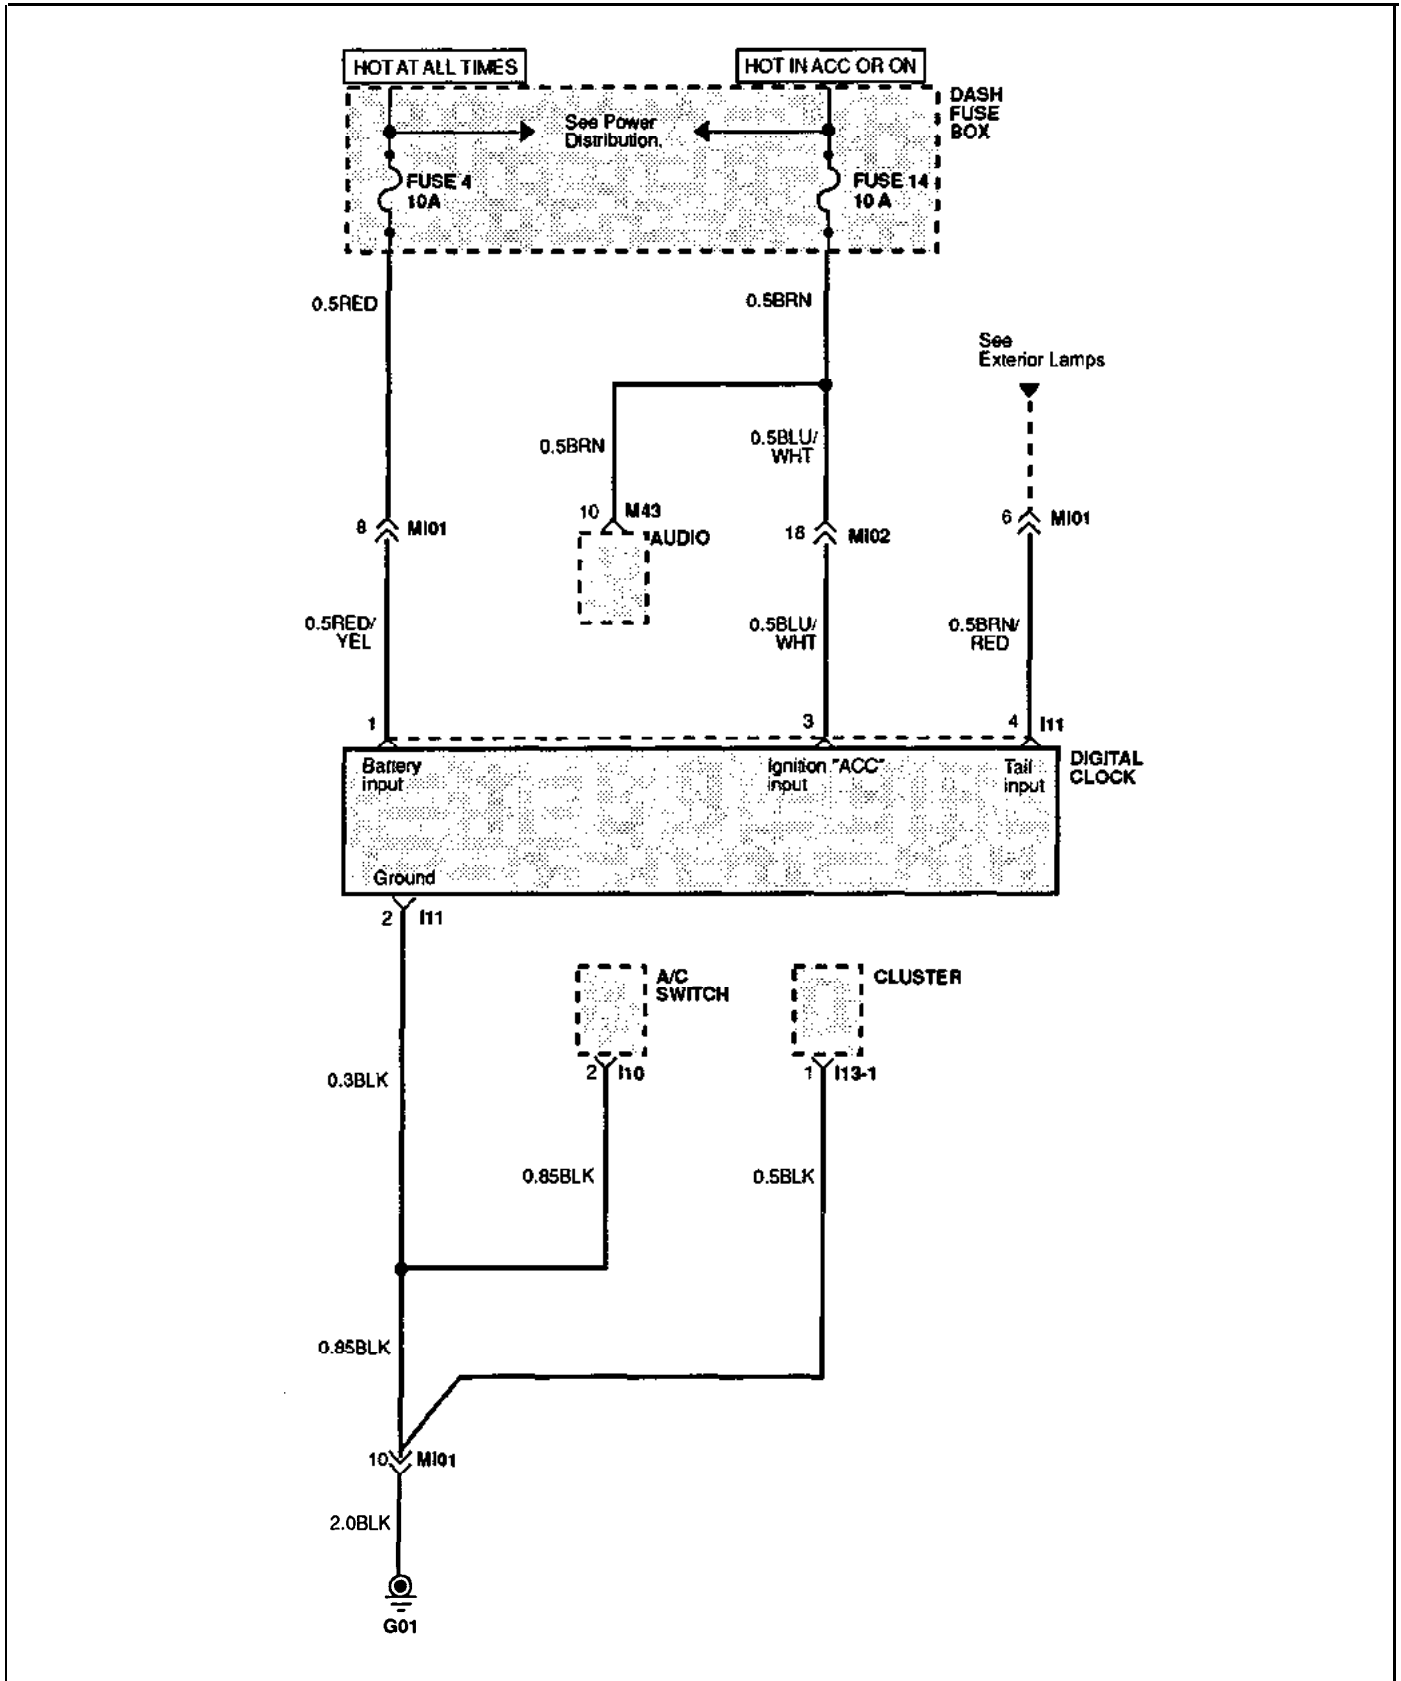 HOT AT ALL TIMES
HOT IN ACC OR ON
DASH
FUSE
BOX
See Power
Distribution.
FUSE 4
10A
FUSE 14
10 A
0.5RED
0.5BRN
See
Exterior Lamps
0.5BRN
0.5BLU/
WHT
8
MI01
10
M43
AUDIO
18
MI02
6
MI01
0.5RED/
YEL
0.5BLU/
WHT
0.5BRN/
RED
1
3
4
I11
Battery
input
Ignition "ACC"
input
Tail
input
DIGITAL
CLOCK
Ground
2
I11
A/C
SWITCH
CLUSTER
2
I10
1
I13-1
0.3BLK
0.85BLK
0.5BLK
0.85BLK
10
MI01
2.0BLK
G01